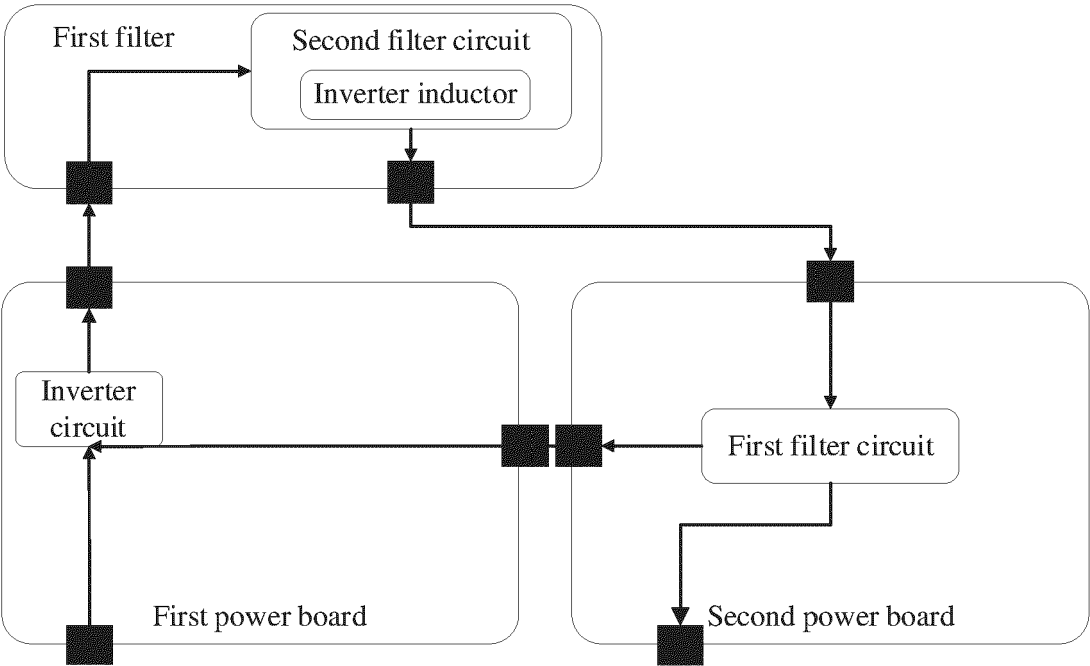 First filter
Second filter circuit
Inverter inductor
Inverter
circuit
First filter circuit
First power board
Second power board